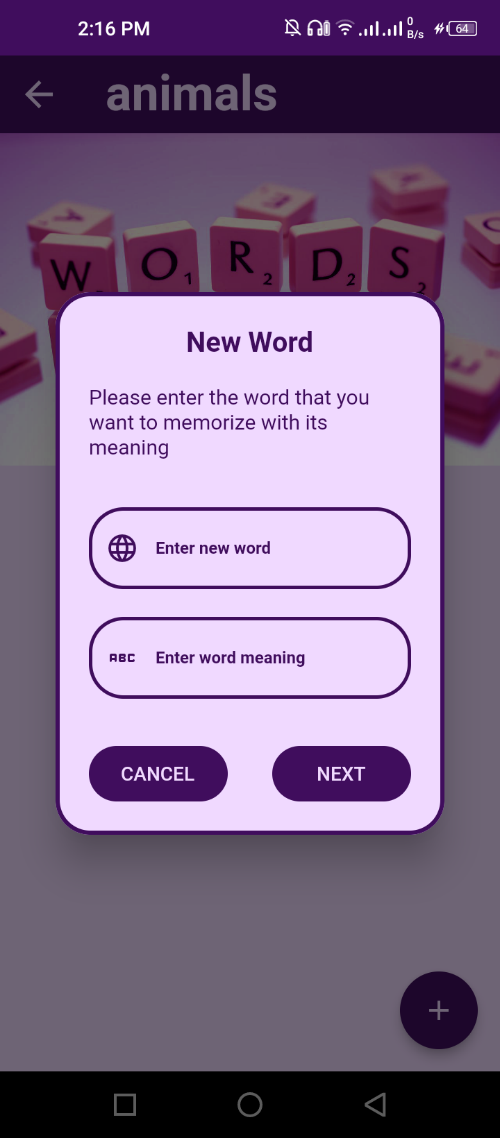 2:16 PM 0 B/s 64
animals
W O₁ R₂ D₂ S₂
New Word
Please enter the word that you
want to memorize with its
meaning
Enter new word
ABC Enter word meaning
CANCEL NEXT
+